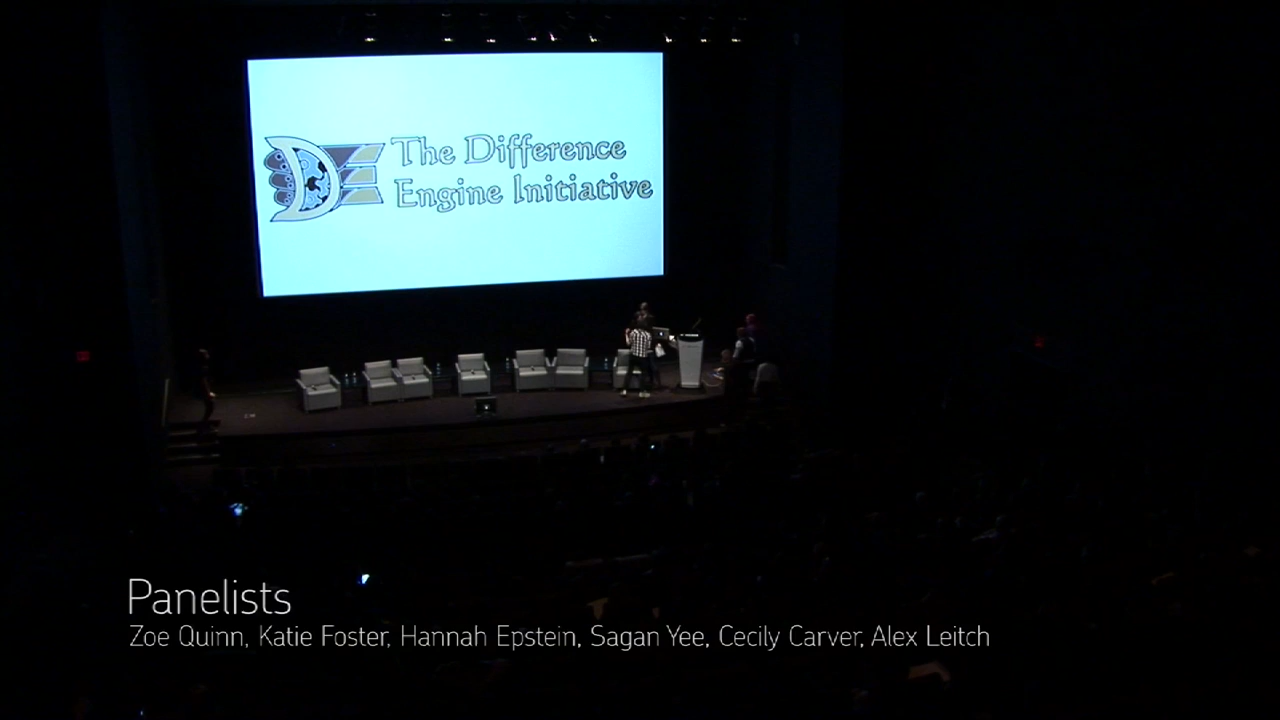 The Difference
Engine Initiative
Panelists
Zoe Quinn, Katie Foster, Hannah Epstein, Sagan Yee, Cecily Carver, Alex Leitch